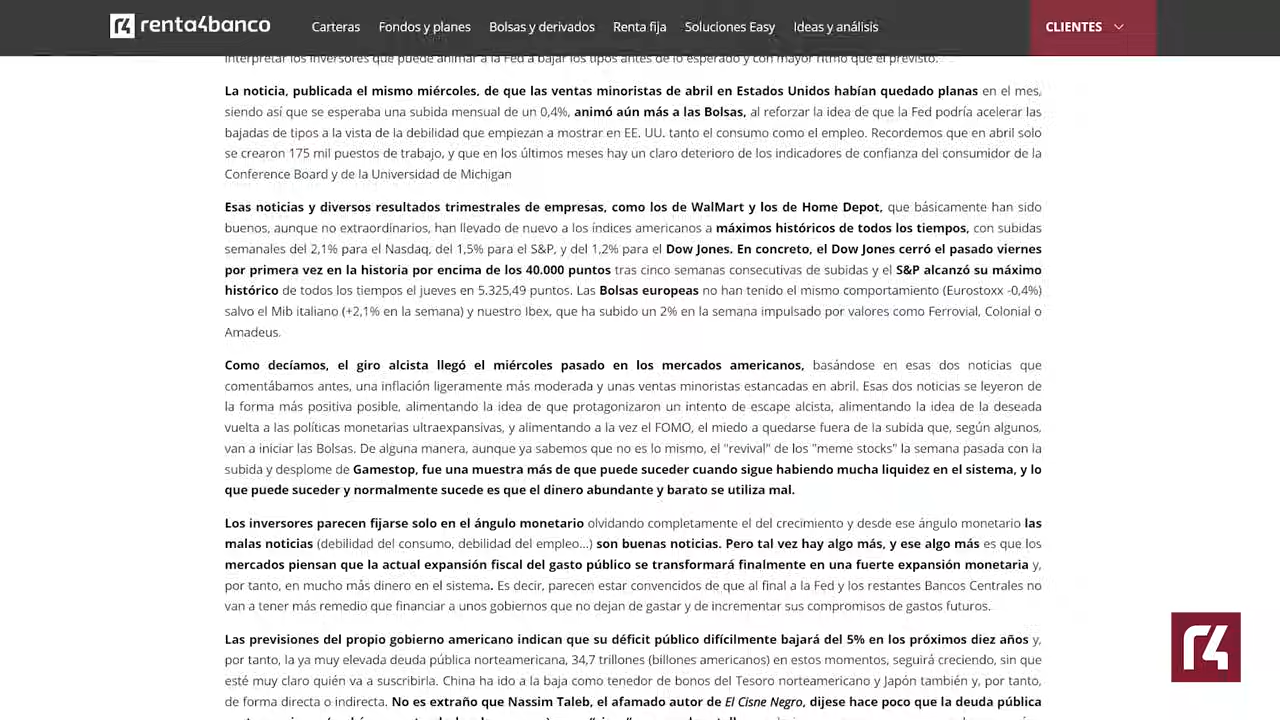 renta4banco
Carteras
Fondos y planes
Bolsas y derivados
Renta fija
Soluciones Easy
Ideas y análisis
CLIENTES
interpretar los inversores que puede animar a la Fed a bajar los tipos antes de lo esperado y con mayor ritmo que el previsto.
La noticia, publicada el mismo miércoles, de que las ventas minoristas de abril en Estados Unidos habían quedado planas en el mes,
siendo así que se esperaba una subida mensual de un 0,4%, animó aún más a las Bolsas, al reforzar la idea de que la Fed podría acelerar las
bajadas de tipos a la vista de la debilidad que empiezan a mostrar en EE. UU. tanto el consumo como el empleo. Recordemos que en abril solo
se crearon 175 mil puestos de trabajo, y que en los últimos meses hay un claro deterioro de los indicadores de confianza del consumidor de la
Conference Board y de la Universidad de Michigan
Esas noticias y diversos resultados trimestrales de empresas, como los de WalMart y los de Home Depot, que básicamente han sido
buenos, aunque no extraordinarios, han llevado de nuevo a los índices americanos a máximos históricos de todos los tiempos, con subidas
semanales del 2,1% para el Nasdaq, del 1,5% para el S&P, y del 1,2% para el Dow Jones. En concreto, el Dow Jones cerró el pasado viernes
por primera vez en la historia por encima de los 40.000 puntos tras cinco semanas consecutivas de subidas y el S&P alcanzó su máximo
histórico de todos los tiempos el jueves en 5.325,49 puntos. Las Bolsas europeas no han tenido el mismo comportamiento (Eurostoxx -0,4%)
salvo el Mib italiano (+2,1% en la semana) y nuestro Ibex, que ha subido un 2% en la semana impulsado por valores como Ferrovial, Colonial o
Amadeus.
Como decíamos, el giro alcista llegó el miércoles pasado en los mercados americanos, basándose en esas dos noticias que
comentábamos antes, una inflación ligeramente más moderada y unas ventas minoristas estancadas en abril. Esas dos noticias se leyeron de
la forma más positiva posible, alimentando la idea de que protagonizaron un intento de escape alcista, alimentando la idea de la deseada
vuelta a las políticas monetarias ultraexpansivas, y alimentando a la vez el FOMO, el miedo a quedarse fuera de la subida que, según algunos,
van a iniciar las Bolsas. De alguna manera, aunque ya sabemos que no es lo mismo, el "revival" de los "meme stocks" la semana pasada con la
subida y desplome de Gamestop, fue una muestra más de que puede suceder cuando sigue habiendo mucha liquidez en el sistema, y lo
que puede suceder y normalmente sucede es que el dinero abundante y barato se utiliza mal.
Los inversores parecen fijarse solo en el ángulo monetario olvidando completamente el del crecimiento y desde ese ángulo monetario las
malas noticias (debilidad del consumo, debilidad del empleo...) son buenas noticias. Pero tal vez hay algo más, y ese algo más es que los
mercados piensan que la actual expansión fiscal del gasto público se transformará finalmente en una fuerte expansión monetaria y,
por tanto, en mucho más dinero en el sistema. Es decir, parecen estar convencidos de que al final a la Fed y los restantes Bancos Centrales no
van a tener más remedio que financiar a unos gobiernos que no dejan de gastar y de incrementar sus compromisos de gastos futuros.
Las previsiones del propio gobierno americano indican que su déficit público difícilmente bajará del 5% en los próximos diez años y,
por tanto, la ya muy elevada deuda pública norteamericana, 34,7 trillones (billones americanos) en estos momentos, seguirá creciendo, sin que
esté muy claro quién va a suscribirla. China ha ido a la baja como tenedor de bonos del Tesoro norteamericano y Japón también y, por tanto,
de forma directa o indirecta. No es extraño que Nassim Taleb, el afamado autor de El Cisne Negro, dijese hace poco que la deuda pública